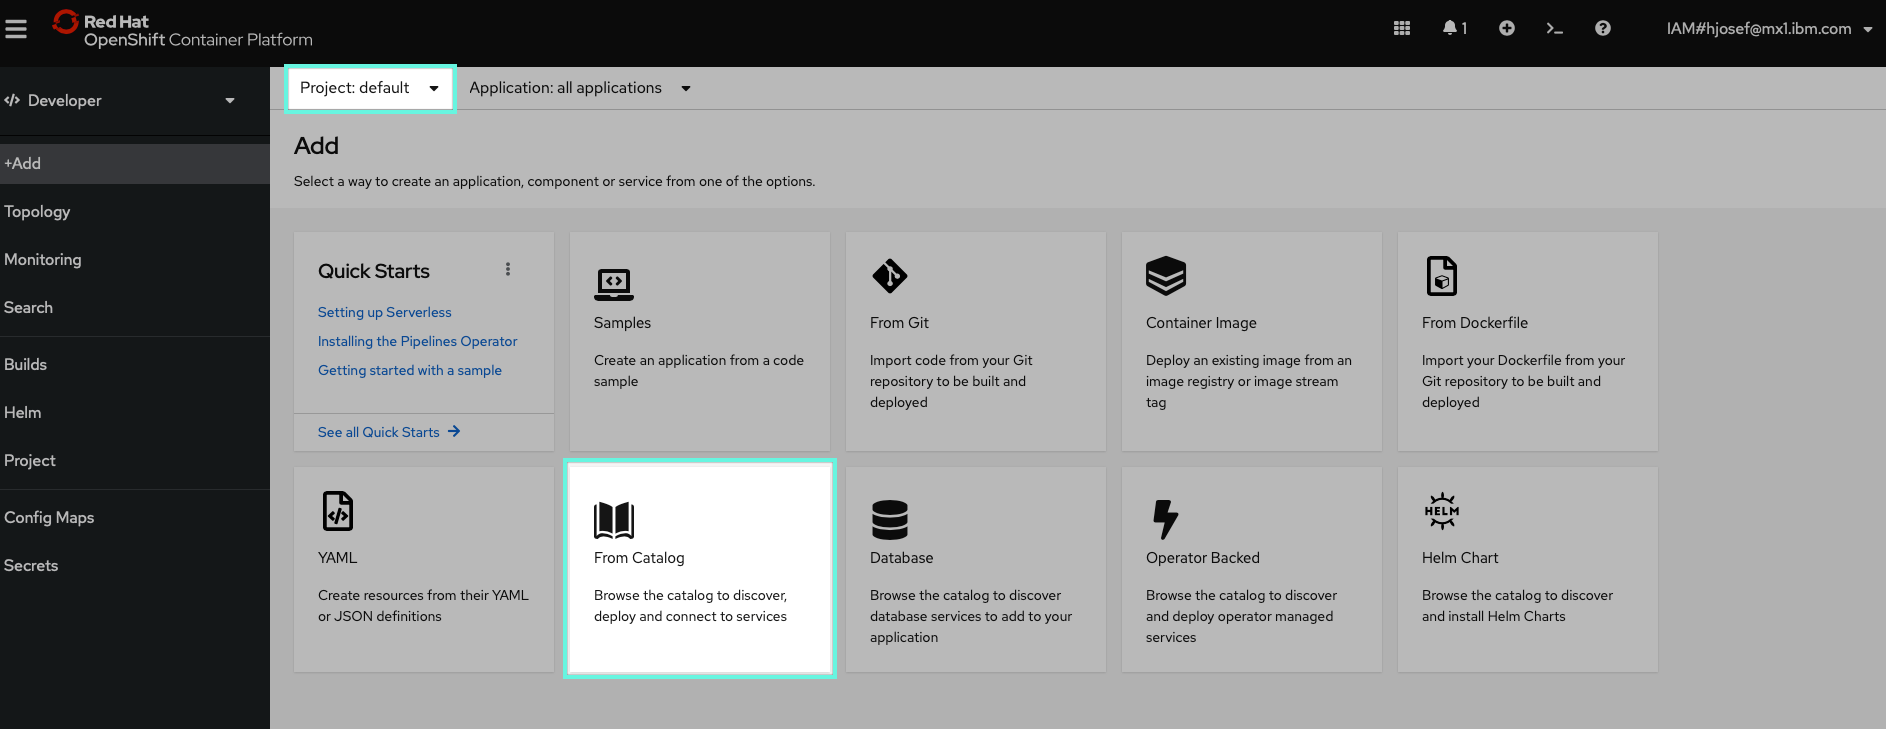 Red Hat
OpenShift Container Platform
1
IAM#hjosef@mx1.ibm.com
Developer
+Add
Topology
Monitoring
Search
Builds
Helm
Project
Config Maps
Secrets
Project: default
Application: all applications
Add
Select a way to create an application, component or service from one of the options.
Quick Starts
Setting up Serverless
Installing the Pipelines Operator
Getting started with a sample
See all Quick Starts
Samples
Create an application from a code
sample
From Git
Import code from your Git
repository to be built and
deployed
Container Image
Deploy an existing image from an
image registry or image stream
tag
From Dockerfile
Import your Dockerfile from your
Git repository to be built and
deployed
YAML
Create resources from their YAML
or JSON definitions
From Catalog
Browse the catalog to discover,
deploy and connect to services
Database
Browse the catalog to discover
database services to add to your
application
Operator Backed
Browse the catalog to discover
and deploy operator managed
services
HELM
Helm Chart
Browse the catalog to discover
and install Helm Charts